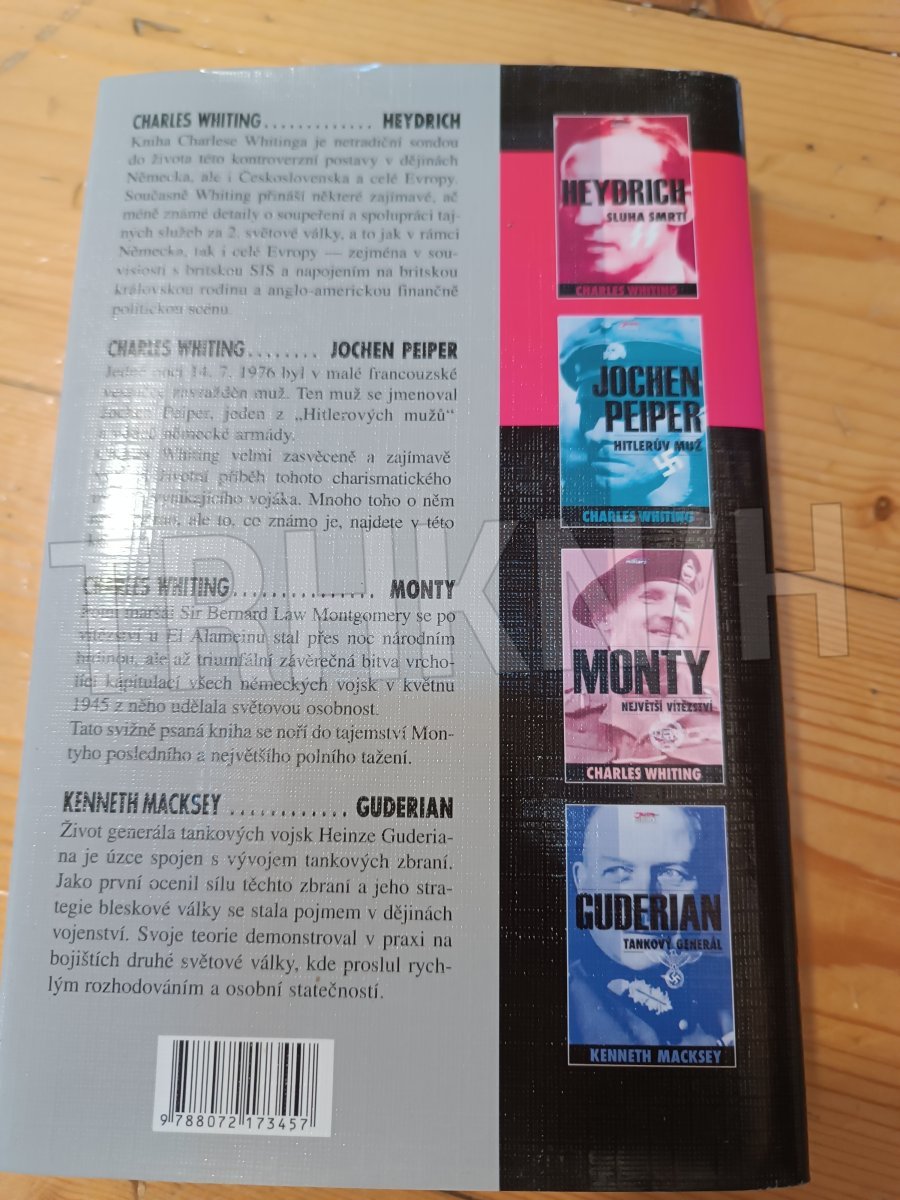 CHARLES WHITING............. HEYDRICH
Kniha Charlese Whitinga je netradiční sondou
do života této kontroverzní postavy v dějinách
Německa, ale i Československa a celé Evropy.
Současně Whiting přináší některé zajímavé, ač
méně známé detaily o soupeření a spolupráci taj-
ných služeb za 2. světové války, a to jak v rámci
Německa, tak i celé Evropy — zejména v sou-
vislosti s britskou SIS a napojením na britskou
královskou rodinu a anglo-americkou finančně
politickou scénu.
CHARLES WHITING........ JOCHEN PEIPER
Jedné noci 14. 7. 1976 byl v malé francouzské
zavražděn muž. Ten muž se jmenoval
Jochen Peiper, jeden z „Hitlerových mužů“
německé armády.
Charles Whiting velmi zasvěceně a zajímavě
životní příběh tohoto charismatického
vynikajícího vojáka. Mnoho toho o něm
ale to, co známo je, najdete v této
CHARLES WHITING............... MONTY
maršál Sir Bernard Law Montgomery se po
vítězství u El Alameinu stal přes noc národním
hrdinou, ale až triumfální závěrečná bitva vrcho-
lící kapitulací všech německých vojsk v květnu
1945 z něho udělala světovou osobnost.
Tato svižně psaná kniha se noří do tajemství Mon-
tyho posledního a největšího polního tažení.
KENNETH MACKSEY ............ GUDERIAN
Život generála tankových vojsk Heinze Guderia-
na je úzce spojen s vývojem tankových zbraní.
Jako první ocenil sílu těchto zbraní a jeho stra-
tegie bleskové války se stala pojmem v dějinách
vojenství. Svoje teorie demonstroval v praxi na
bojištích druhé světové války, kde proslul rych-
lým rozhodováním a osobní statečností.
9 788072 173457
HEYDRICH
SLUHA SMRTI
CHARLES WHITING
JOCHEN
PEIPER
HITLERŮV MUŽ
CHARLES WHITING
military
MONTY
NEJVĚTŠÍ VÍTĚZSTVÍ
CHARLES WHITING
GUDERIAN
TANKOVÝ GENERÁL
KENNETH MACKSEY
TRUKNIH